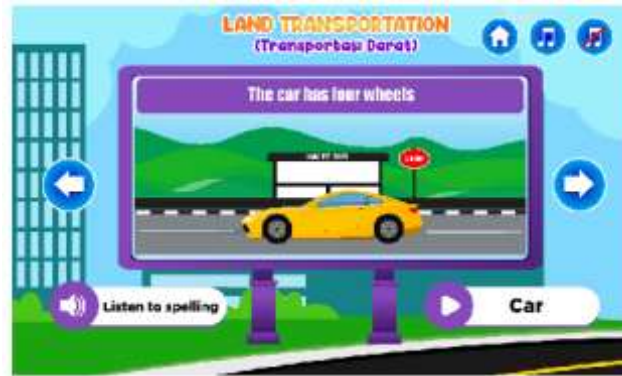 LAND TRANSPORTATION
(Transportasi Darat)
The car has four wheels
Listen to spelling
Car